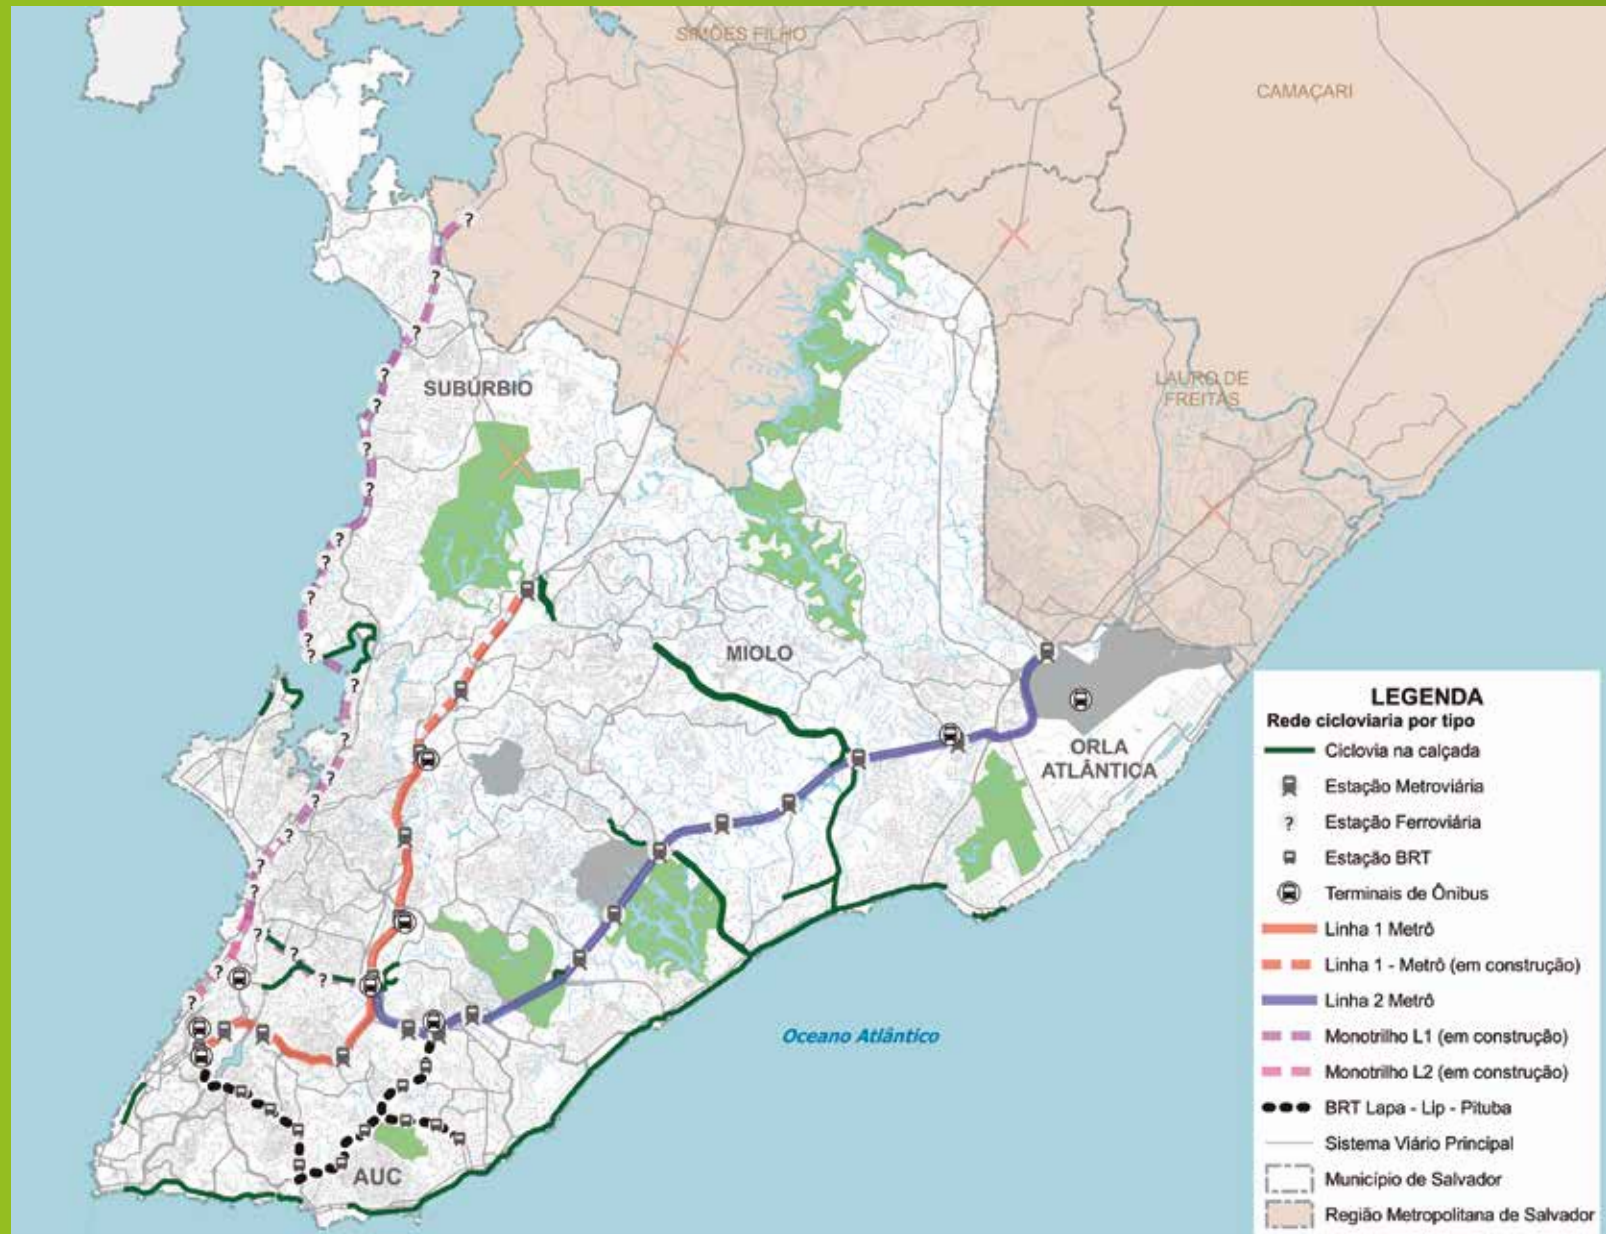 SIMÕES FILHO
CAMAÇARI
SUBÚRBIO
LAURO DE
FREITAS
MIOLO
ORLA
ATLÂNTICA
Oceano Atlântico
AUC
LEGENDA
Rede cicloviaria por tipo
Ciclovia na calçada
Estação Metroviária
? Estação Ferroviária
Estação BRT
Terminais de Ônibus
Linha 1 Metrô
Linha 1 - Metrô (em construção)
Linha 2 Metrô
Monotrilho L1 (em construção)
Monotrilho L2 (em construção)
BRT Lapa - Lip - Pituba
Sistema Viário Principal
Município de Salvador
Região Metropolitana de Salvador